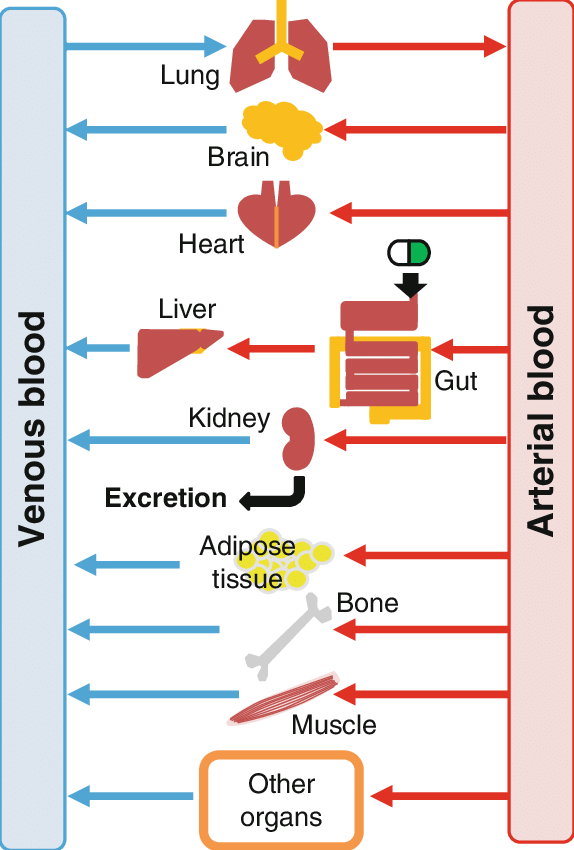 Lung
Brain
Heart
Liver
Gut
Kidney
Excretion
Adipose
tissue
Bone
Muscle
Other
organs
Venous blood
Arterial blood